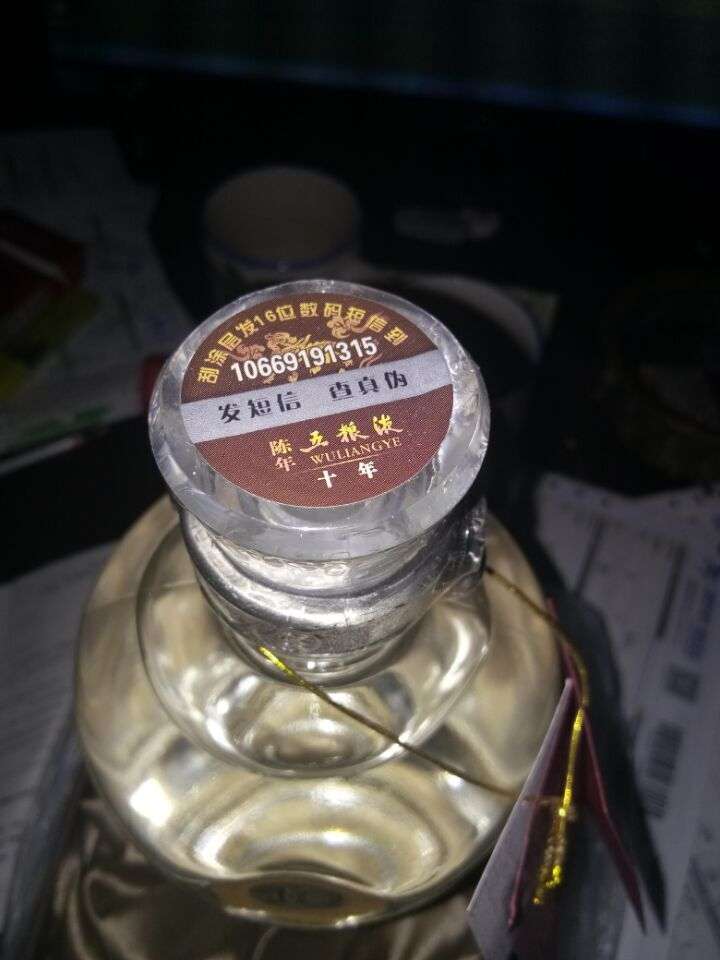 刮涂层发16位数码短信到
10669191315
发短信 查真伪
陈年 五粮液
WULIANGYE
十年